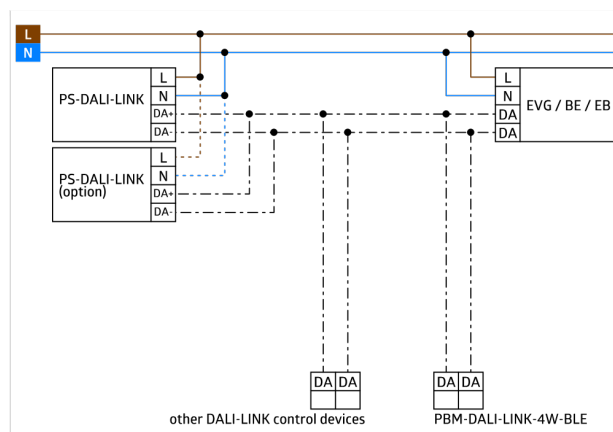 L
N
PS-DALI-LINK
L
N
DA+
DA-
PS-DALI-LINK
(option)
L
N
DA+
DA-
L
N
DA
DA
EVG / BE / EB
DA DA
DA DA
other DALI-LINK control devices
PBM-DALI-LINK-4W-BLE